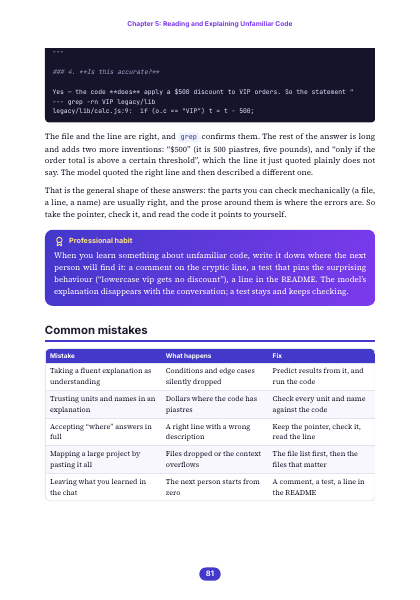 Chapter 5: Reading and Explaining Unfamiliar Code
---
### 4. **Is this accurate?**
Yes — the code **does** apply a $500 discount to VIP orders. So the statement "
--- grep -rn VIP legacy/lib
legacy/lib/calc.js:9:  if (o.c == "VIP") t = t - 500;
The file and the line are right, and grep confirms them. The rest of the answer is long
and adds two more inventions: “$500” (it is 500 piastres, five pounds), and “only if the
order total is above a certain threshold”, which the line it just quoted plainly does not
say. The model quoted the right line and then described a different one.
That is the general shape of these answers: the parts you can check mechanically (a file,
a line, a name) are usually right, and the prose around them is where the errors are. So
take the pointer, check it, and read the code it points to yourself.
Professional habit
When you learn something about unfamiliar code, write it down where the next
person will find it: a comment on the cryptic line, a test that pins the surprising
behaviour (“lowercase vip gets no discount”), a line in the README. The model’s
explanation disappears with the conversation; a test stays and keeps checking.
Common mistakes
Mistake What happens Fix
Taking a fluent explanation as Conditions and edge cases Predict results from it, and
understanding silently dropped run the code
Trusting units and names in an Dollars where the code has Check every unit and name
explanation piastres against the code
Accepting “where” answers in A right line with a wrong Keep the pointer, check it,
full description read the line
Mapping a large project by Files dropped or the context The file list first, then the
pasting it all overflows files that matter
Leaving what you learned in The next person starts from A comment, a test, a line in
the chat zero the README
81